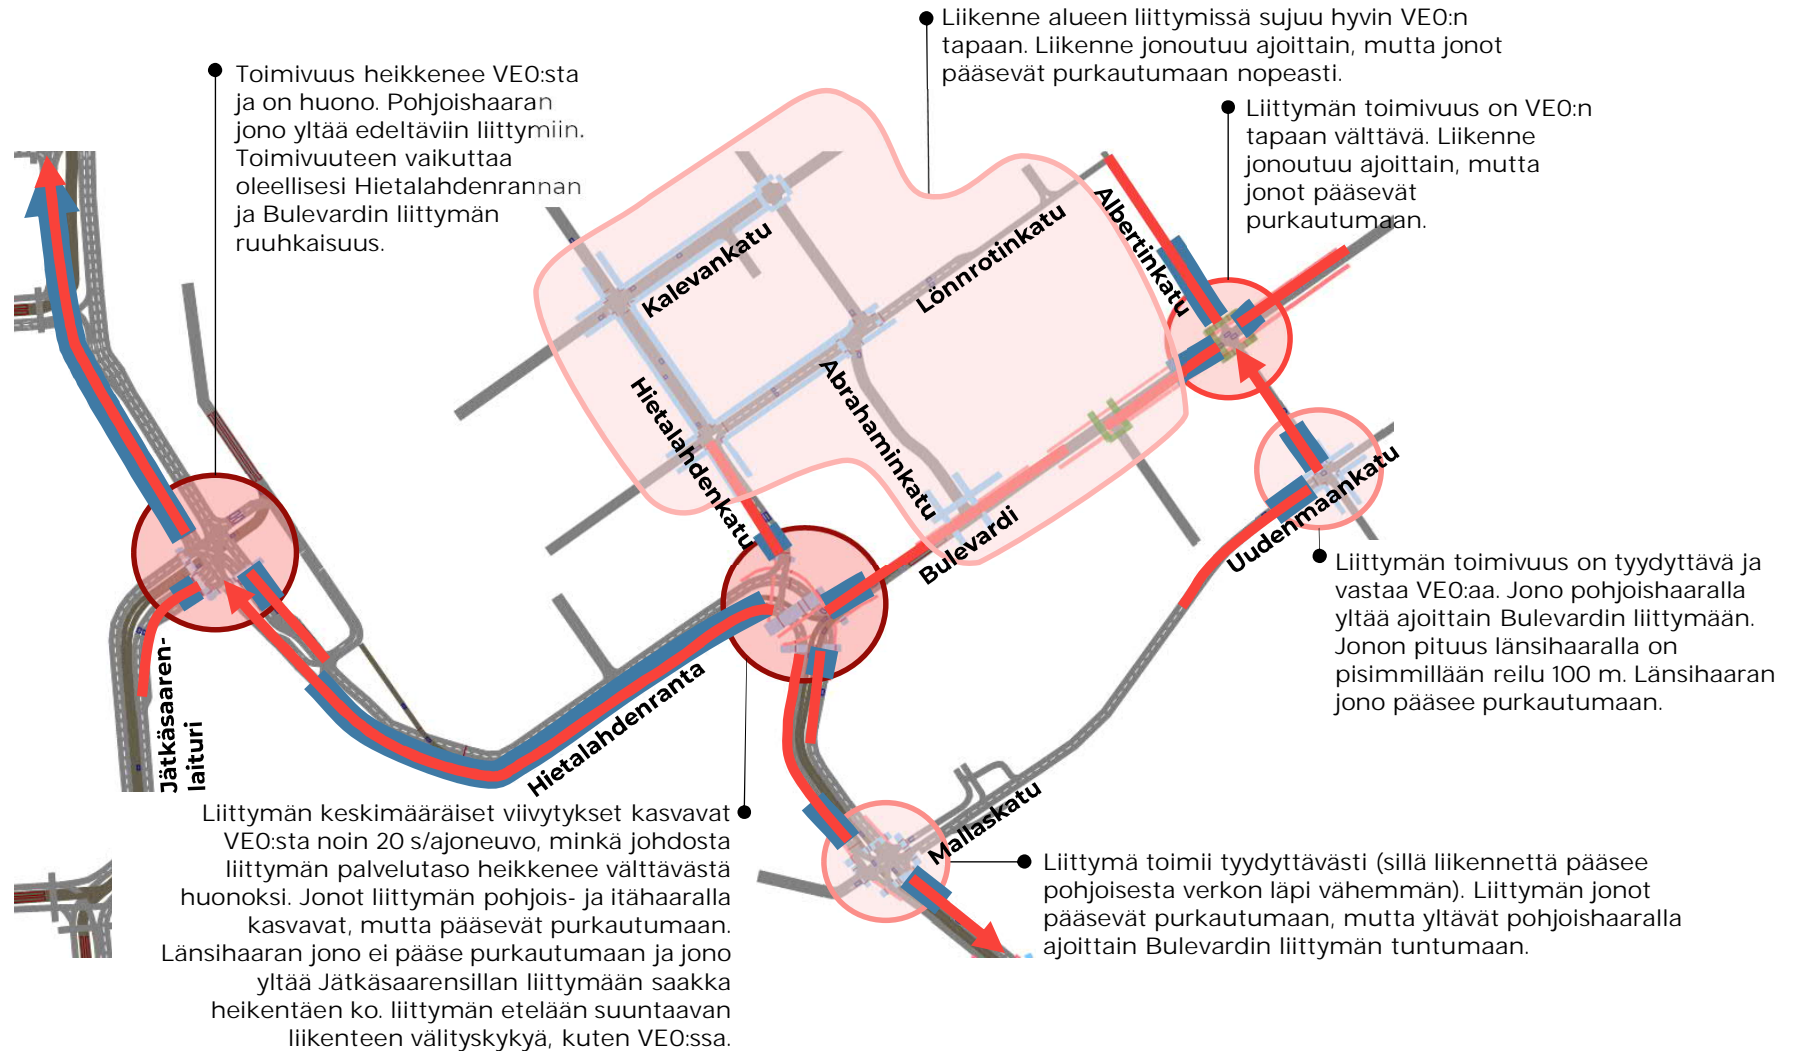 Liikenne alueen liittymissä sujuu hyvin VE0:n
tapaan. Liikenne jonoutuu ajoittain, mutta jonot
pääsevät purkautumaan nopeasti.
Toimivuus heikkenee VE0:sta
ja on huono. Pohjoishaaran
jono yltää edeltäviin liittymiin.
Toimivuuteen vaikuttaa
oleellisesi Hietalahdenrannan
ja Bulevardin liittymän
ruuhkaisuus.
Liittymän toimivuus on VE0:n
tapaan välttävä. Liikenne
jonoutuu ajoittain, mutta
jonot pääsevät
purkautumaan.
Kalevankatu
Lönnrotinkatu
Albertinkatu
Hietalahdenkatu
Abrahaminkatu
Bulevardi
Uudenmaankatu
Liittymän toimivuus on tyydyttävä ja
vastaa VE0:aa. Jono pohjoishaaralla
yltää ajoittain Bulevardin liittymään.
Jonon pituus länsihaaralla on
pisimmillään reilu 100 m. Länsihaaran
jono pääsee purkautumaan.
Jätkäsaaren-
laituri
Hietalahdenranta
Mallaskatu
Liittymän keskimääräiset viivytykset kasvavat
VE0:sta noin 20 s/ajoneuvo, minkä johdosta
liittymän palvelutaso heikkenee välttävästä
huonoksi. Jonot liittymän pohjois- ja itähaaralla
kasvavat, mutta pääsevät purkautumaan.
Länsihaaran jono ei pääse purkautumaan ja jono
yltää Jätkäsaarensillan liittymään saakka
heikentäen ko. liittymän etelään suuntaavan
liikenteen välityskykyä, kuten VE0:ssa.
Liittymä toimii tyydyttävästi (sillä liikennettä pääsee
pohjoisesta verkon läpi vähemmän). Liittymän jonot
pääsevät purkautumaan, mutta yltävät pohjoishaaralla
ajoittain Bulevardin liittymän tuntumaan.